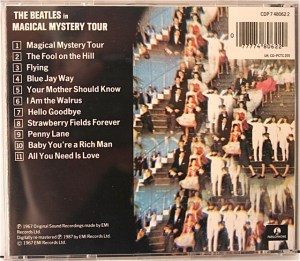 THE BEATLES in
MAGICAL MYSTERY TOUR
CDP 7 48062 2
1 Magical Mystery Tour
2 The Fool on the Hill
3 Flying
4 Blue Jay Way
5 Your Mother Should Know
6 I Am the Walrus
7 Hello Goodbye
8 Strawberry Fields Forever
9 Penny Lane
10 Baby You're a Rich Man
11 All You Need Is Love
℗ 1967 Original Sound Recordings made by EMI
Records Ltd.
Digitally re-mastered ℗ 1987 by EMI Records Ltd.
© 1967 EMI Records Ltd.